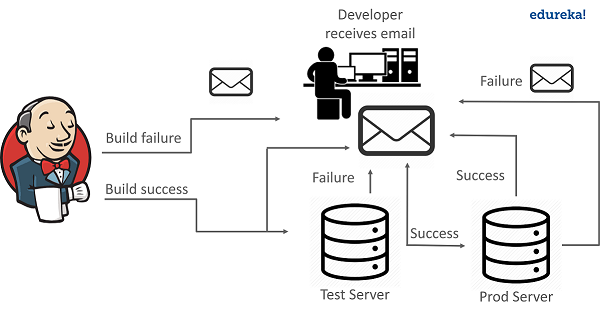 Developer
receives email
edureka!
Failure
Build failure
Build success
Failure
Success
Success
Test Server
Prod Server